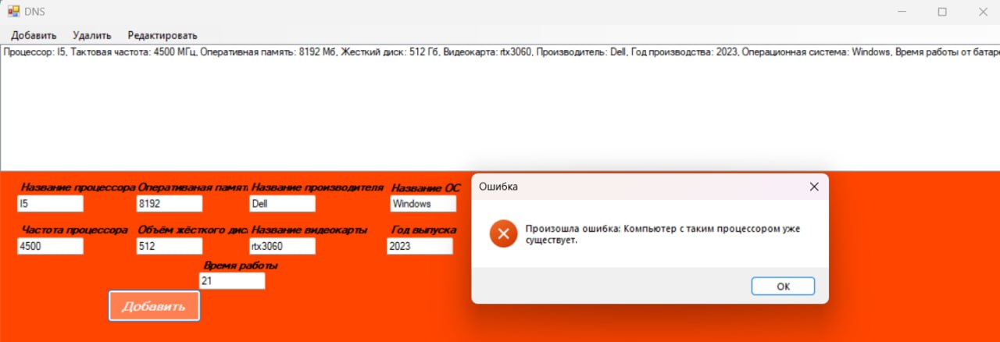 DNS
Добавить Удалить Редактировать
Процессор: I5, Тактовая частота: 4500 МГц, Оперативная память: 8192 Мб, Жесткий диск: 512 Гб, Видеокарта: rtx3060, Производитель: Dell, Год производства: 2023, Операционная система: Windows, Время работы от батаре
Название процессора Оперативаная памят Название производителя Название ОС
I5 8192 Dell Windows
Частота процессора Объём жёсткого дис Название видеокарты Год выпуска
4500 512 rtx3060 2023
Время работы
21
Добавить
Ошибка
Произошла ошибка: Компьютер с таким процессором уже
существует.
OK